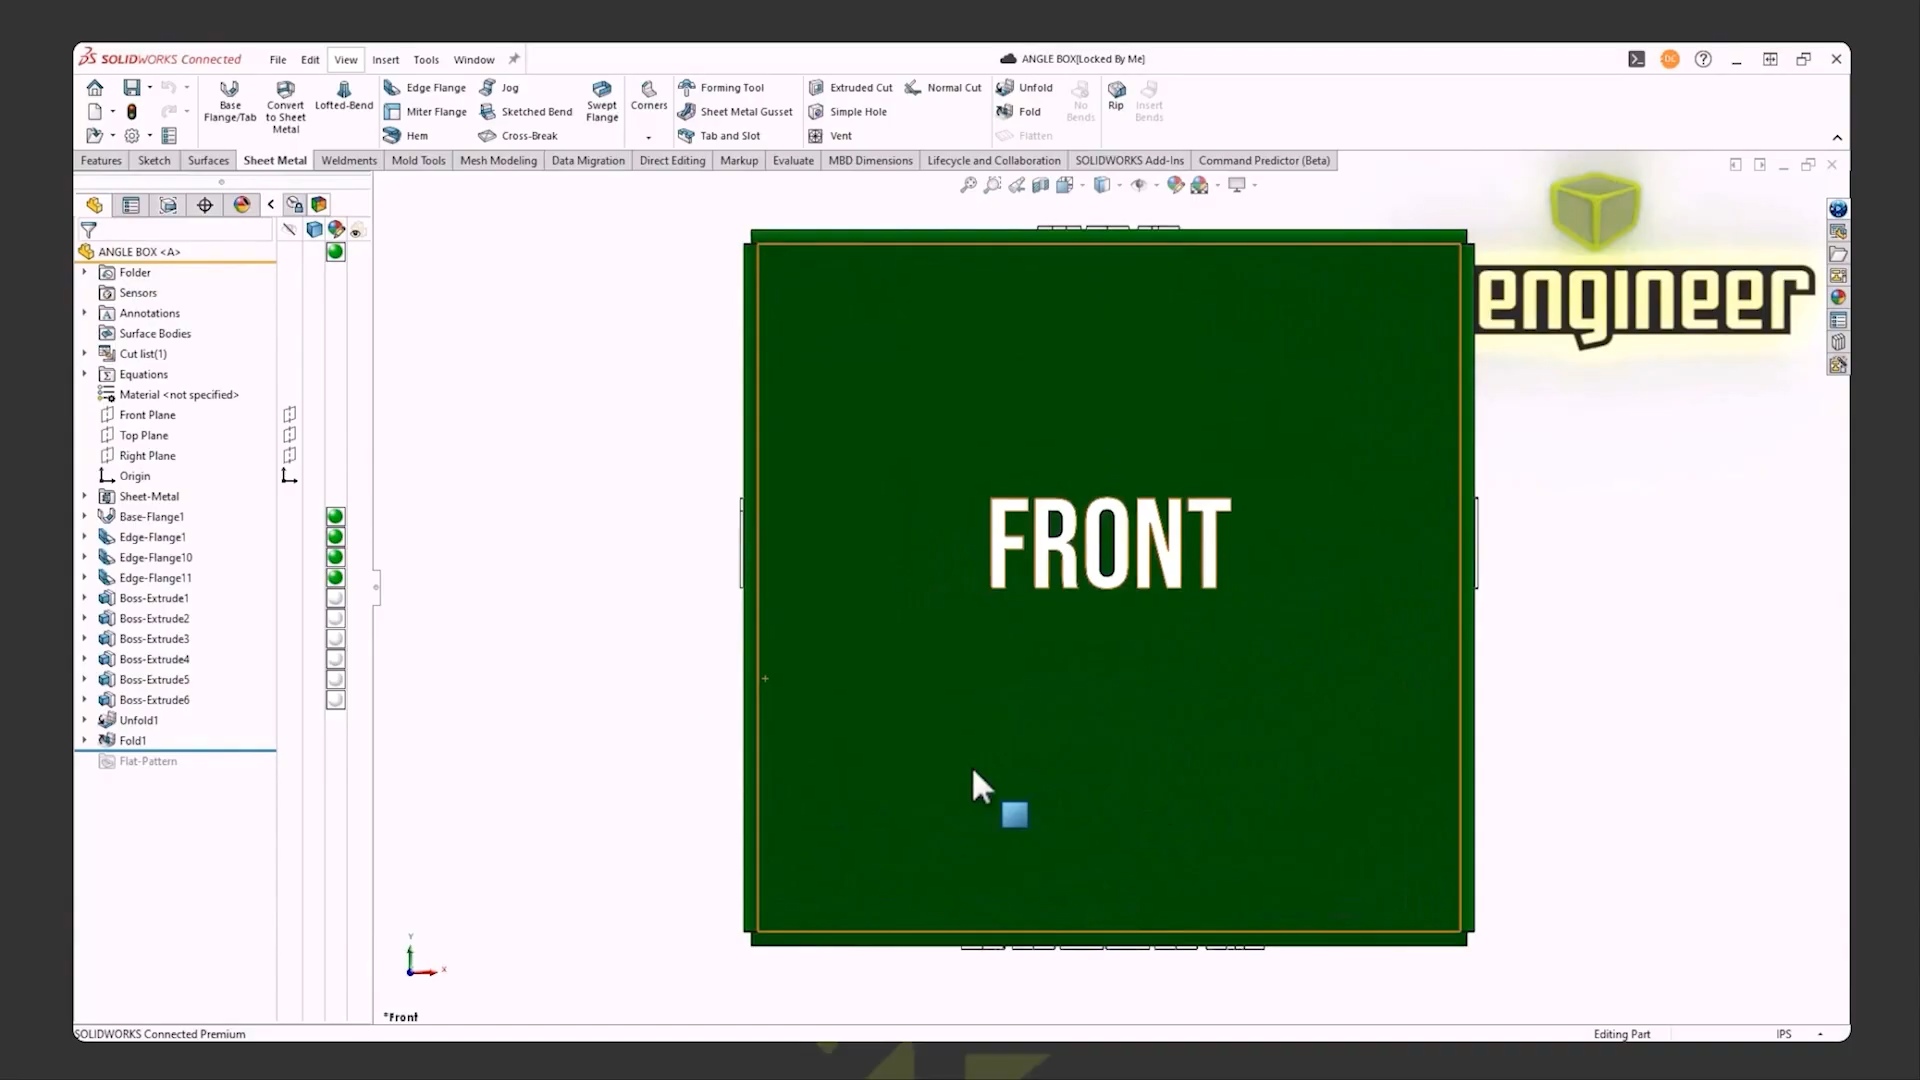 SOLIDWORKS Connected
File Edit View Insert Tools Window
ANGLE BOX[Locked By Me]
DC
Base Flange/Tab
Convert to Sheet Metal
Lofted-Bend
Edge Flange
Miter Flange
Hem
Jog
Sketched Bend
Cross-Break
Swept Flange
Corners
Forming Tool
Sheet Metal Gusset
Tab and Slot
Extruded Cut
Simple Hole
Vent
Normal Cut
Unfold
Fold
Flatten
No Bends
Rip
Insert Bends
Features Sketch Surfaces Sheet Metal Weldments Mold Tools Mesh Modeling Data Migration Direct Editing Markup Evaluate MBD Dimensions Lifecycle and Collaboration SOLIDWORKS Add-Ins Command Predictor (Beta)
ANGLE BOX <A>
Folder
Sensors
Annotations
Surface Bodies
Cut list(1)
Equations
Material <not specified>
Front Plane
Top Plane
Right Plane
Origin
Sheet-Metal
Base-Flange1
Edge-Flange1
Edge-Flange10
Edge-Flange11
Boss-Extrude1
Boss-Extrude2
Boss-Extrude3
Boss-Extrude4
Boss-Extrude5
Boss-Extrude6
Unfold1
Fold1
Flat-Pattern
FRONT
engineer
Y
X
*Front
SOLIDWORKS Connected Premium
Editing Part
IPS